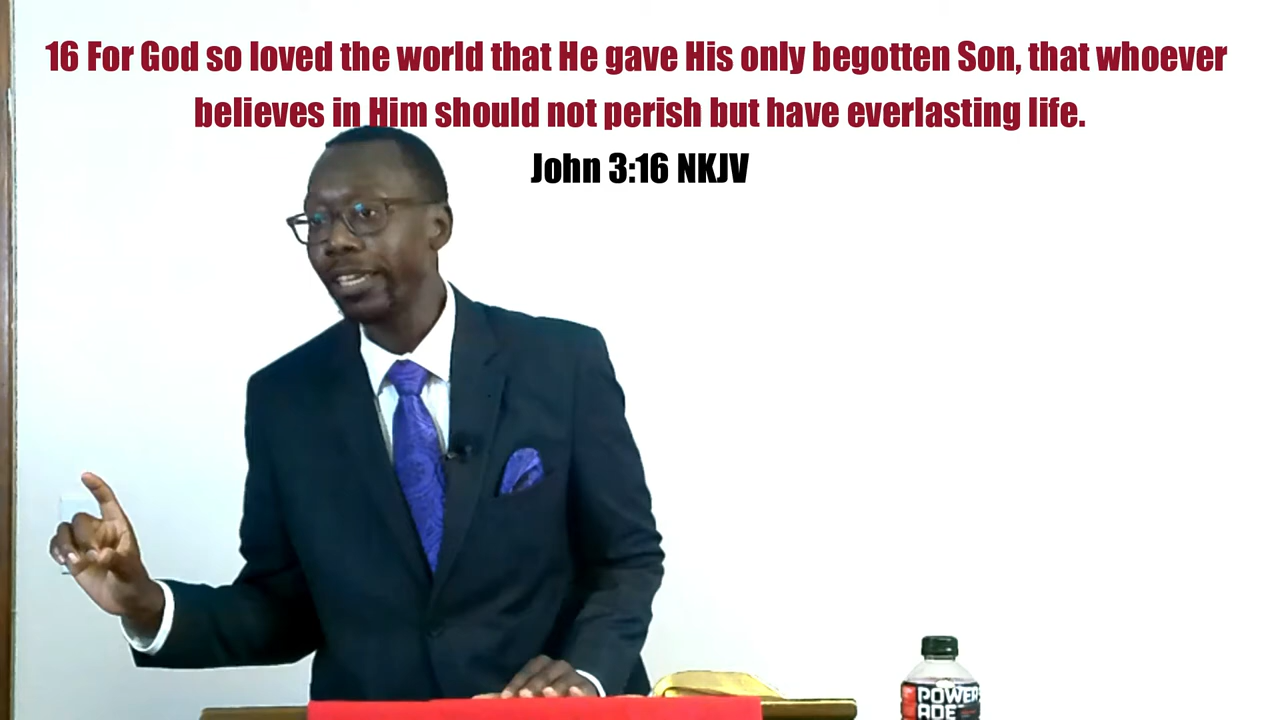 16 For God so loved the world that He gave His only begotten Son, that whoever
believes in Him should not perish but have everlasting life.
John 3:16 NKJV
POWER
ADE